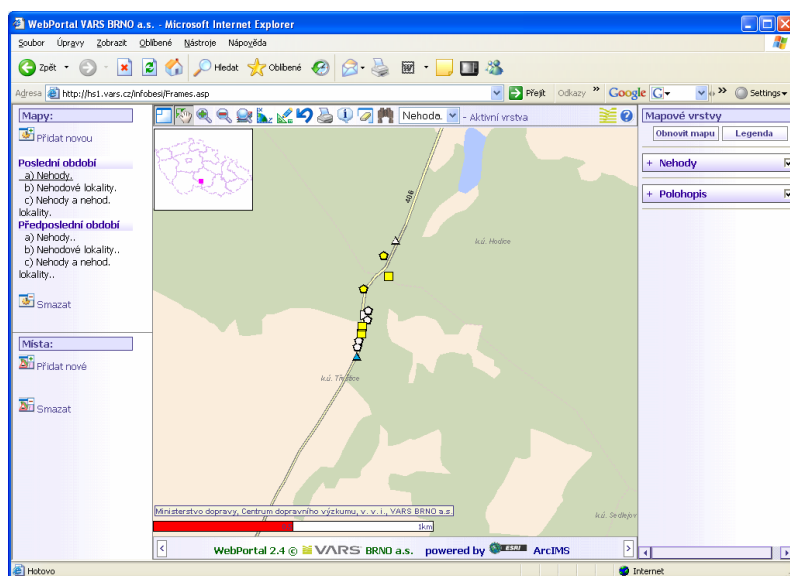 WebPortal VARS BRNO a.s. - Microsoft Internet Explorer
Soubor Úpravy Zobrazit Oblíbené Nástroje Nápověda
Zpět Hledat Oblíbené
Adresa http://hs1.vars.cz/infobesi/Frames.asp Přejít Odkazy » Google G » Settings
Mapy:
Přidat novou
Poslední období
a) Nehody.
b) Nehodové lokality.
c) Nehody a nehod.
lokality.
Předposlední období
a) Nehody..
b) Nehodové lokality..
c) Nehody a nehod.
lokality..
Smazat
Místa:
Přidat nové
Smazat
Nehoda. - Aktivní vrstva
406
k.ú. Hodice
k.ú. Třeštice
k.ú. Sedlejov
Ministerstvo dopravy, Centrum dopravního výzkumu, v. v. i., VARS BRNO a.s.
1km
< WebPortal 2.4 © VARS BRNO a.s. powered by ESRI ArcIMS >
Mapové vrstvy
Obnovit mapu Legenda
+ Nehody
+ Polohopis
Hotovo Internet